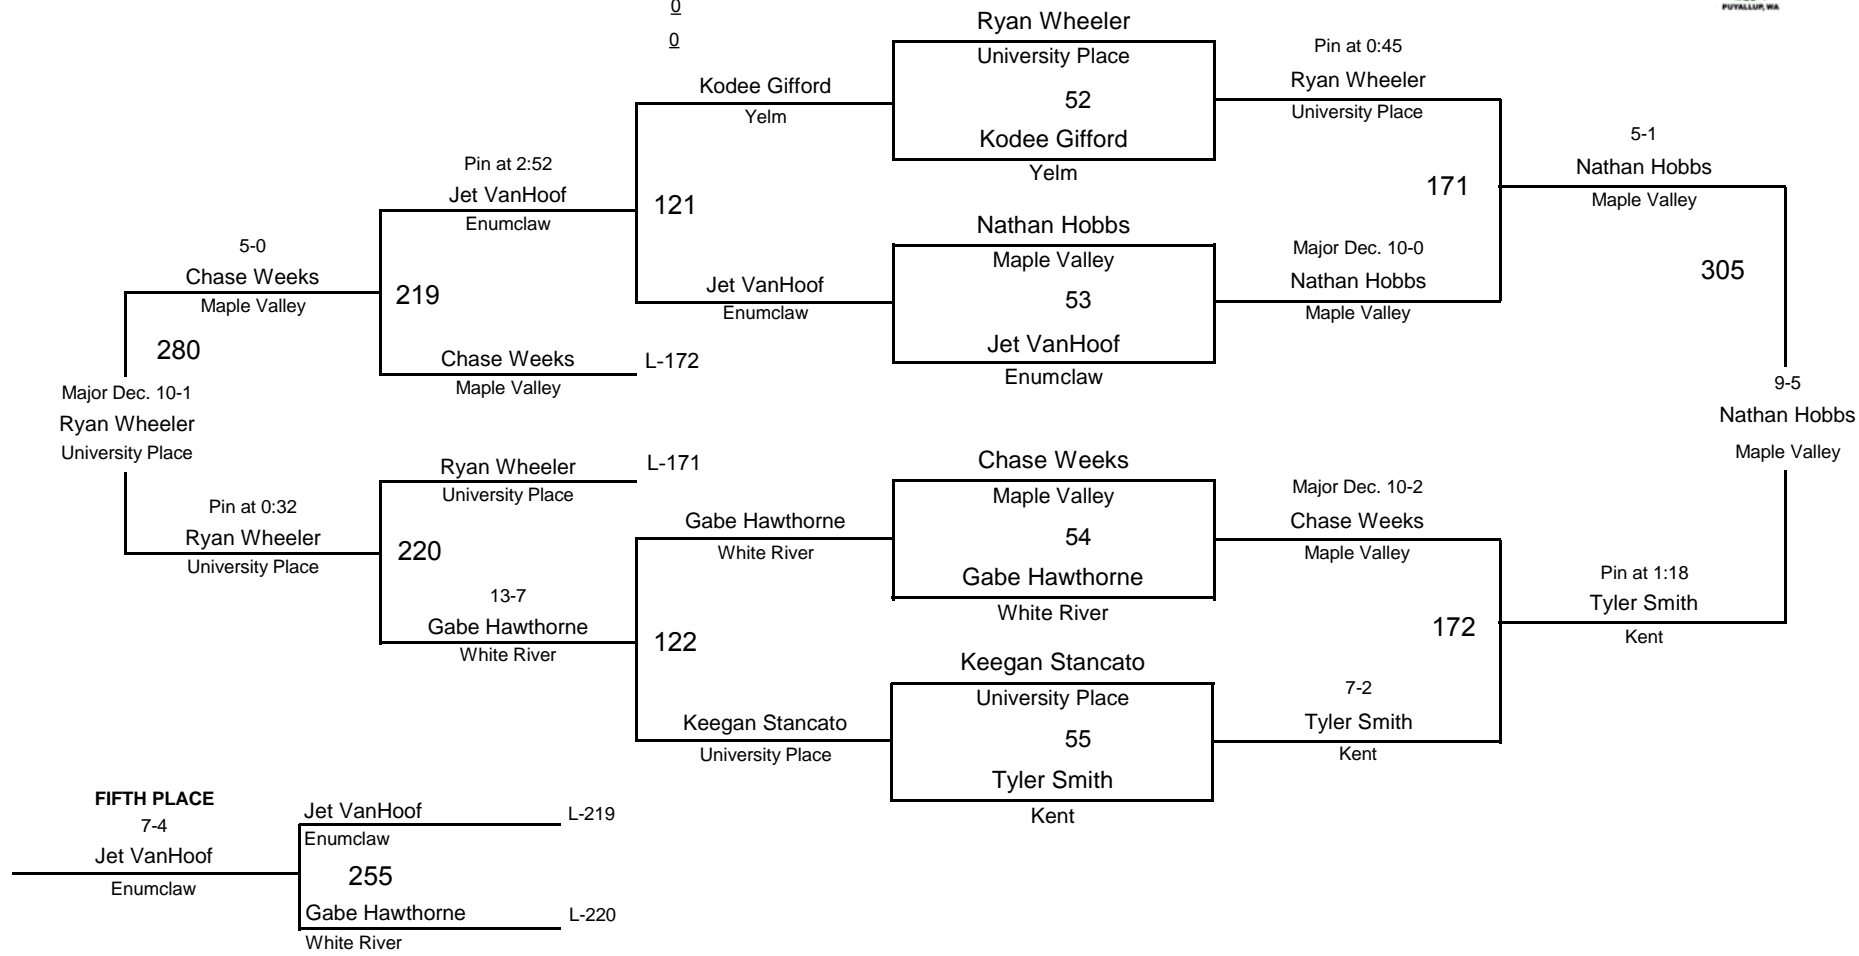 0
0
PUYALLUP, WA
Ryan Wheeler
University Place
52
Kodee Gifford
Yelm
Pin at 0:45
Ryan Wheeler
University Place
Kodee Gifford
Yelm
171
5-1
Nathan Hobbs
Maple Valley
Pin at 2:52
Jet VanHoof
Enumclaw
121
Nathan Hobbs
Maple Valley
53
Jet VanHoof
Enumclaw
Major Dec. 10-0
Nathan Hobbs
Maple Valley
305
5-0
Chase Weeks
Maple Valley
219
Jet VanHoof
Enumclaw
280
Chase Weeks
Maple Valley
L-172
Major Dec. 10-1
Ryan Wheeler
University Place
9-5
Nathan Hobbs
Maple Valley
Ryan Wheeler
University Place
L-171
Chase Weeks
Maple Valley
54
Gabe Hawthorne
White River
Major Dec. 10-2
Chase Weeks
Maple Valley
Pin at 0:32
Ryan Wheeler
University Place
220
Gabe Hawthorne
White River
172
Pin at 1:18
Tyler Smith
Kent
13-7
Gabe Hawthorne
White River
122
Keegan Stancato
University Place
55
Tyler Smith
Kent
7-2
Tyler Smith
Kent
Keegan Stancato
University Place
FIFTH PLACE
7-4
Jet VanHoof
Enumclaw
Jet VanHoof
Enumclaw
L-219
255
Gabe Hawthorne
White River
L-220